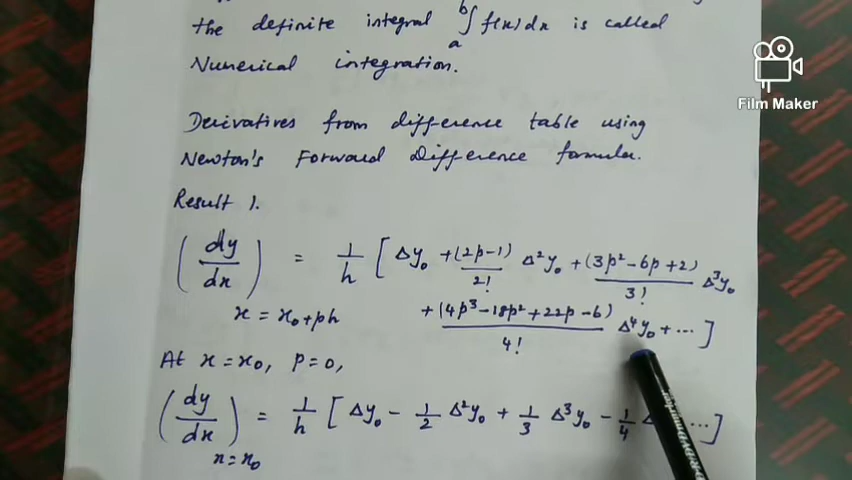 the definite integral ∫ₐᵇ f(x)dx is called
Numerical integration.
Film Maker
Derivatives from difference table using
Newton's Forward Difference formula.
Result 1.
(dy/dx) = 1/h [Δy₀ + (2p-1)/2! Δ²y₀ + (3p²-6p+2)/3! Δ³y₀
x = x₀+ph + (4p³-18p²+22p-6)/4! Δ⁴y₀ + ...]
At x = x₀, p=0,
(dy/dx) = 1/h [Δy₀ - 1/2 Δ²y₀ + 1/3 Δ³y₀ - 1/4 Δ ...]
x=x₀